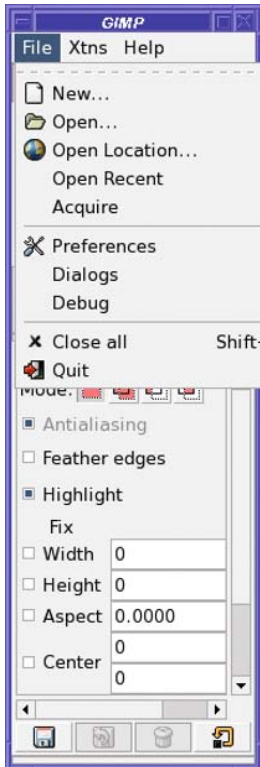 GIMP
File Xtns Help
New...
Open...
Open Location...
Open Recent
Acquire
Preferences
Dialogs
Debug
Close all Shift-
Quit
Mode:
Antialiasing
Feather edges
Highlight
Fix
Width 0
Height 0
Aspect 0.0000
0
Center
0